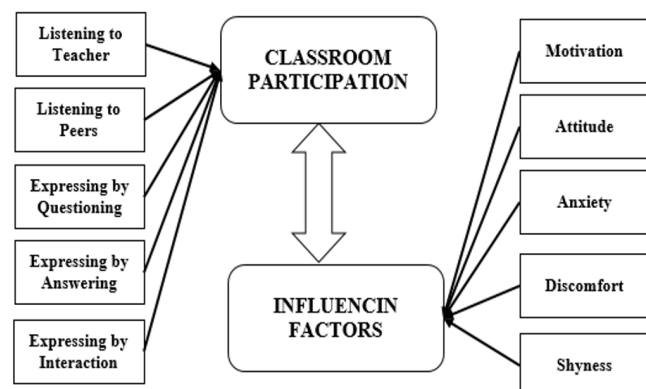 Listening to
Teacher
Listening to
Peers
Expressing by
Questioning
Expressing by
Answering
Expressing by
Interaction
CLASSROOM
PARTICIPATION
INFLUENCIN
FACTORS
Motivation
Attitude
Anxiety
Discomfort
Shyness